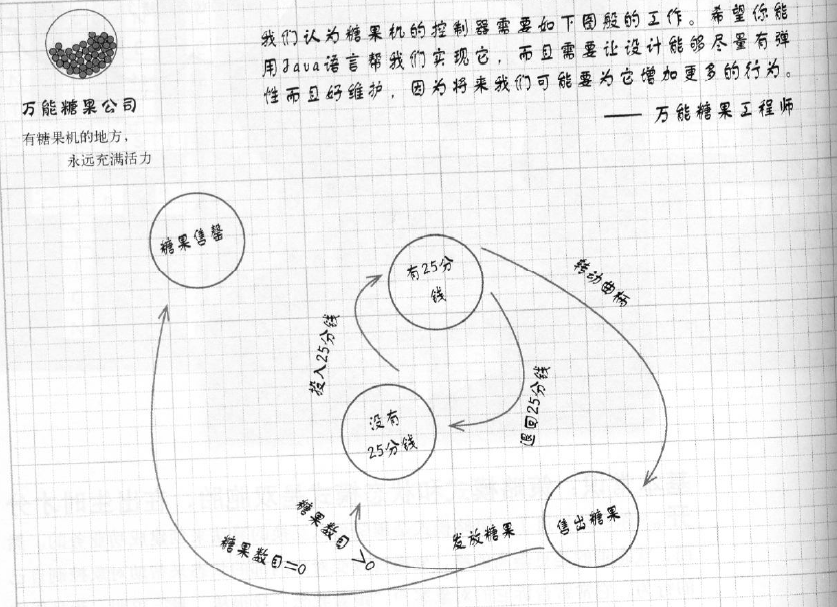 我们认为糖果机的控制器需要如下图般的工作。希望你能
用Java语言帮我们实现它，而且需要让设计能够尽量有弹
性而且好维护，因为将来我们可能要为它增加更多的行为。
—— 万能糖果工程师
万能糖果公司
有糖果机的地方，
永远充满活力
糖果售罄
有25分
钱
转动曲柄
投入25分钱
退回25分钱
没有
25分钱
糖果数目>0
发放糖果
售出糖果
糖果数目=0